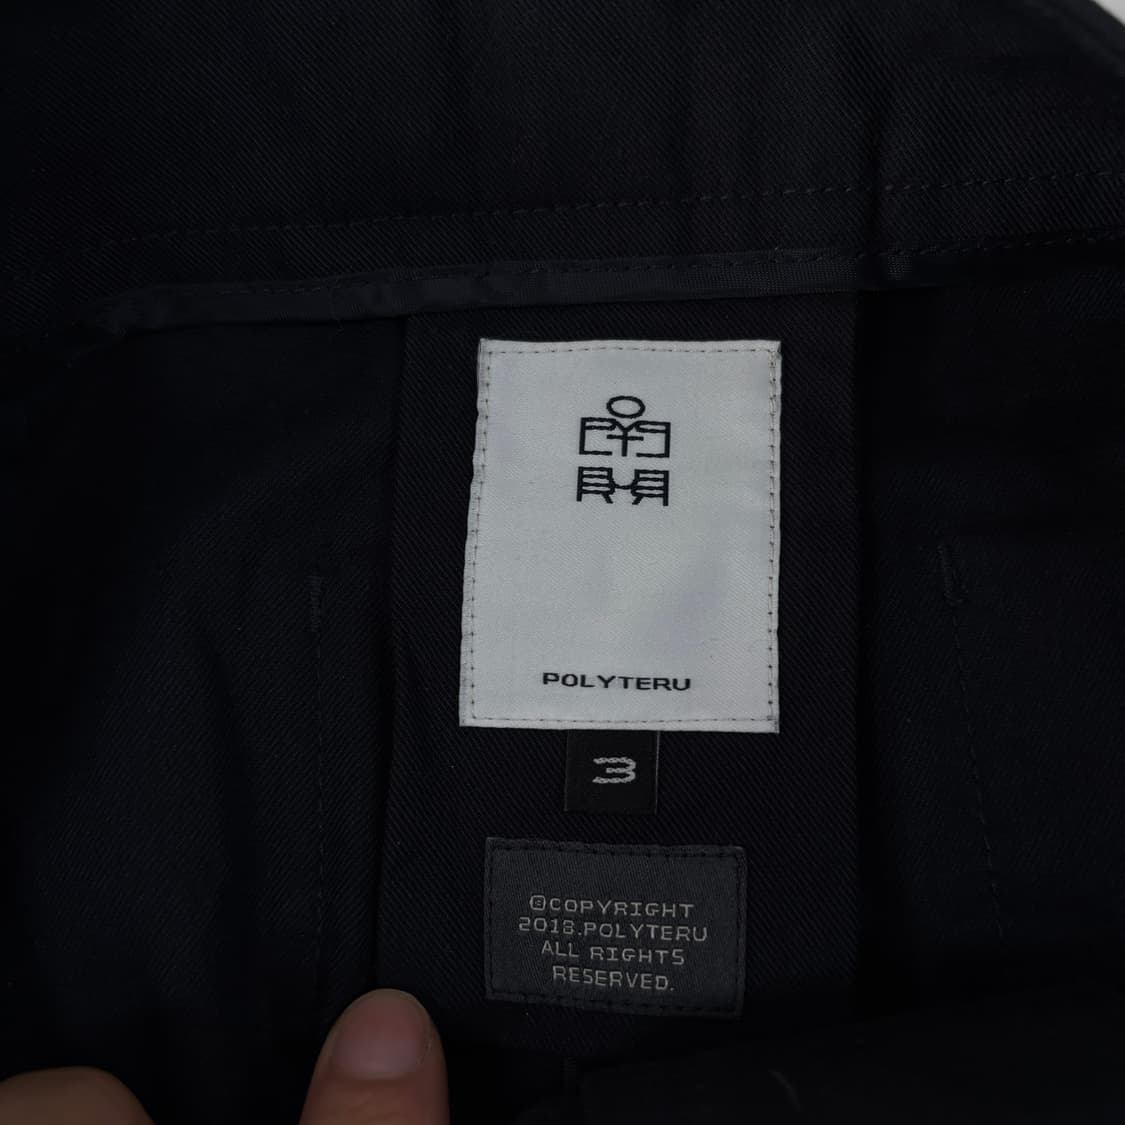 POLYTERU
3
©COPYRIGHT
2018.POLYTERU
ALL RIGHTS
RESERVED.